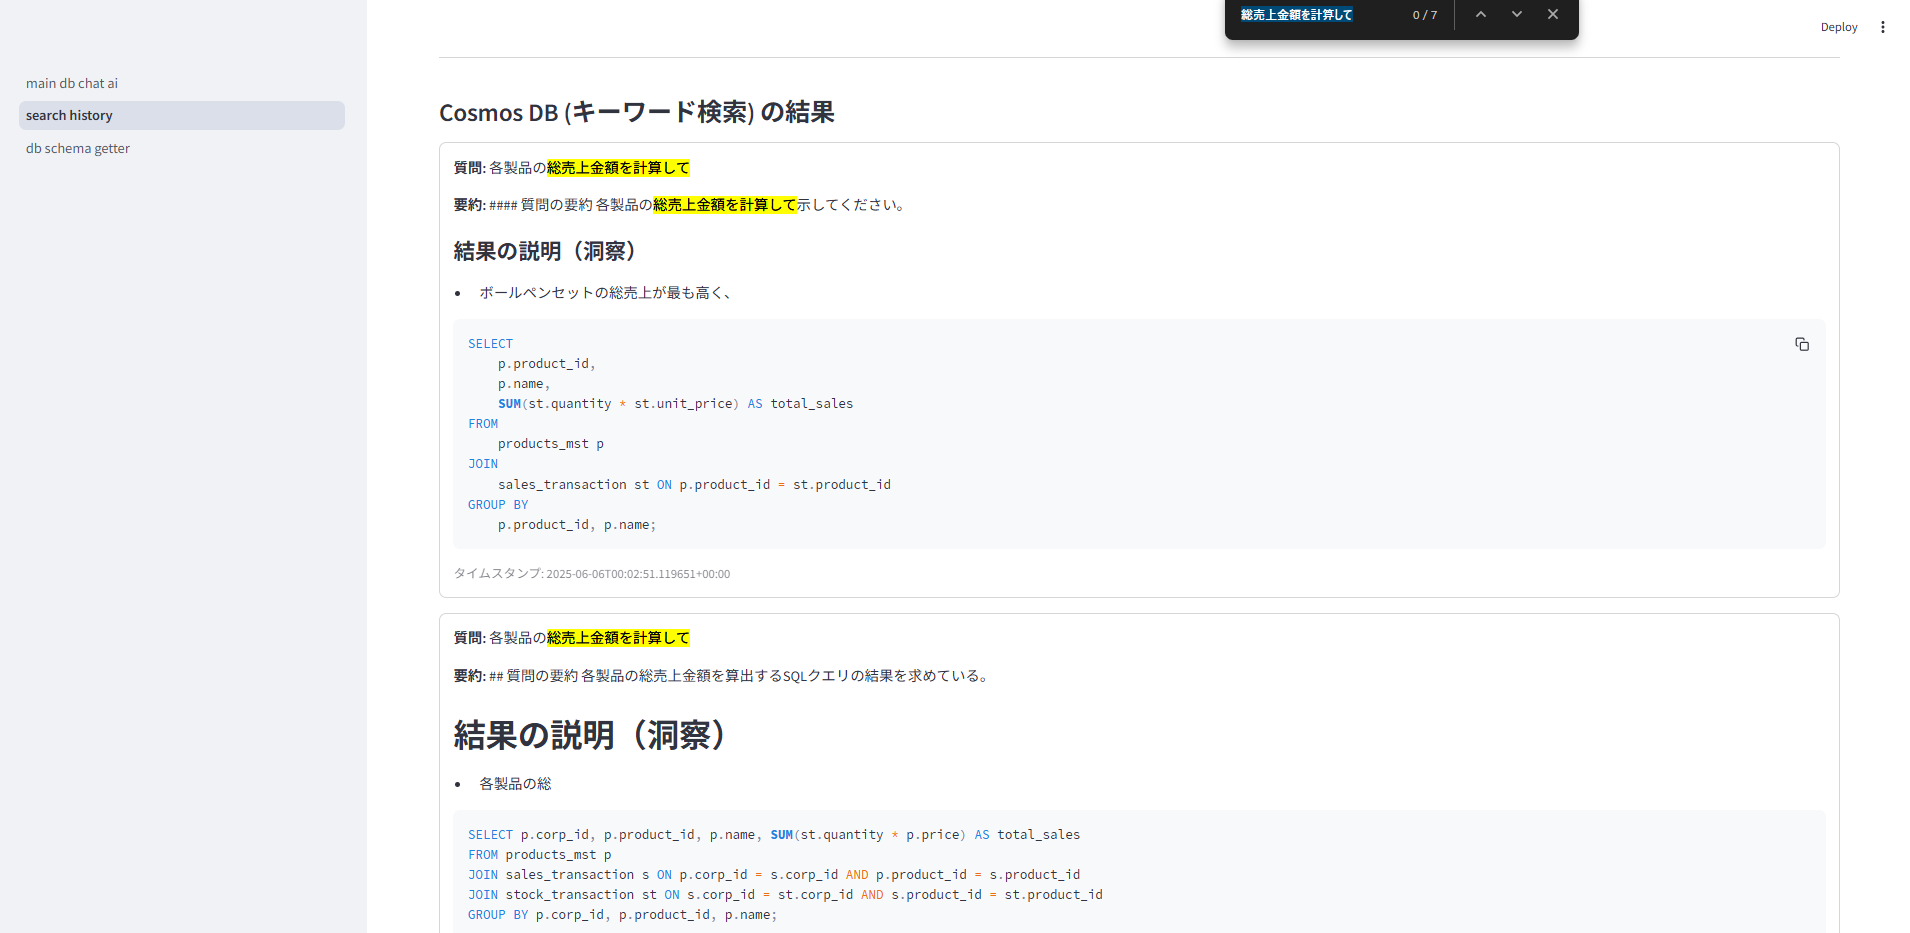 総売上金額を計算して 0 / 7
Deploy
main db chat ai
search history
db schema getter
Cosmos DB (キーワード検索) の結果
質問: 各製品の総売上金額を計算して
要約: #### 質問の要約 各製品の総売上金額を計算して示してください。
結果の説明（洞察）
• ボールペンセットの総売上が最も高く、
SELECT
    p.product_id,
    p.name,
    SUM(st.quantity * st.unit_price) AS total_sales
FROM
    products_mst p
JOIN
    sales_transaction st ON p.product_id = st.product_id
GROUP BY
    p.product_id, p.name;
タイムスタンプ: 2025-06-06T00:02:51.119651+00:00
質問: 各製品の総売上金額を計算して
要約: ## 質問の要約 各製品の総売上金額を算出するSQLクエリの結果を求めている。
結果の説明（洞察）
• 各製品の総
SELECT p.corp_id, p.product_id, p.name, SUM(st.quantity * p.price) AS total_sales
FROM products_mst p
JOIN sales_transaction s ON p.corp_id = s.corp_id AND p.product_id = s.product_id
JOIN stock_transaction st ON s.corp_id = st.corp_id AND s.product_id = st.product_id
GROUP BY p.corp_id, p.product_id, p.name;